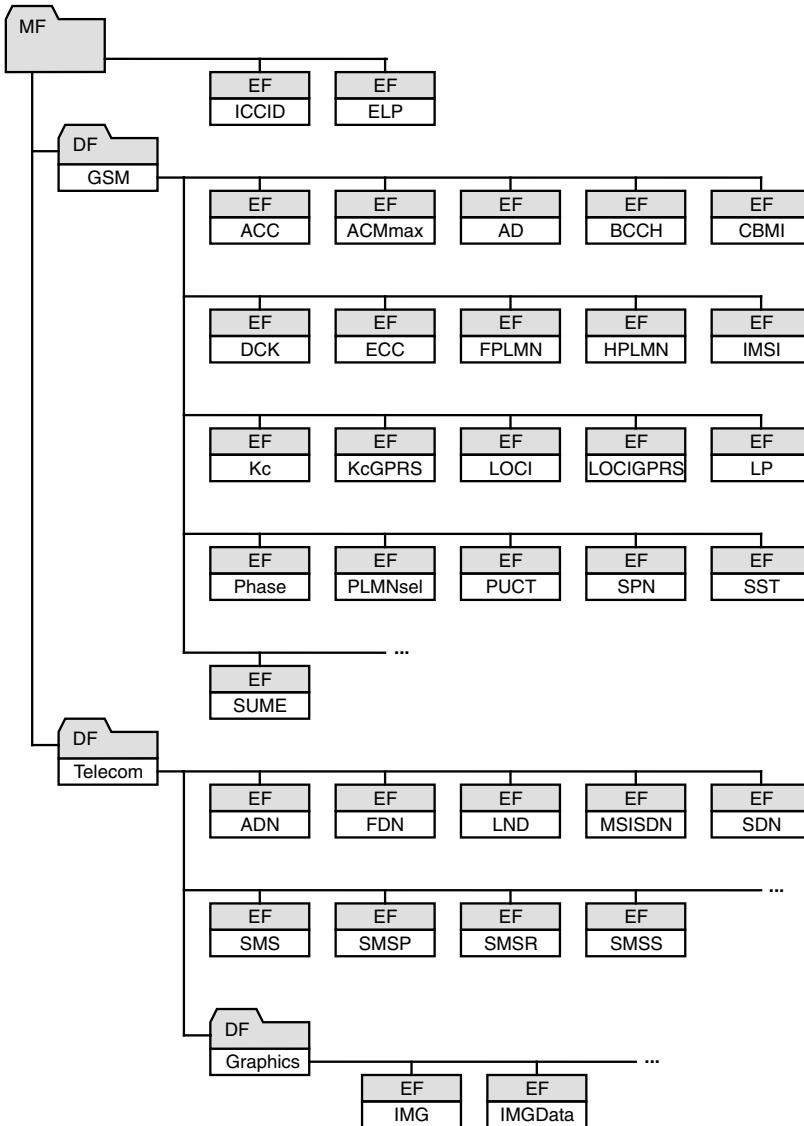 MF
EF EF
ICCID ELP
DF
GSM
EF EF EF EF EF
ACC ACMmax AD BCCH CBMI
EF EF EF EF EF
DCK ECC FPLMN HPLMN IMSI
EF EF EF EF EF
Kc KcGPRS LOCI LOCIGPRS LP
EF EF EF EF EF
Phase PLMNsel PUCT SPN SST
...
EF
SUME
DF
Telecom
EF EF EF EF EF
ADN FDN LND MSISDN SDN
...
EF EF EF EF
SMS SMSP SMSR SMSS
DF
Graphics
...
EF EF
IMG IMGData